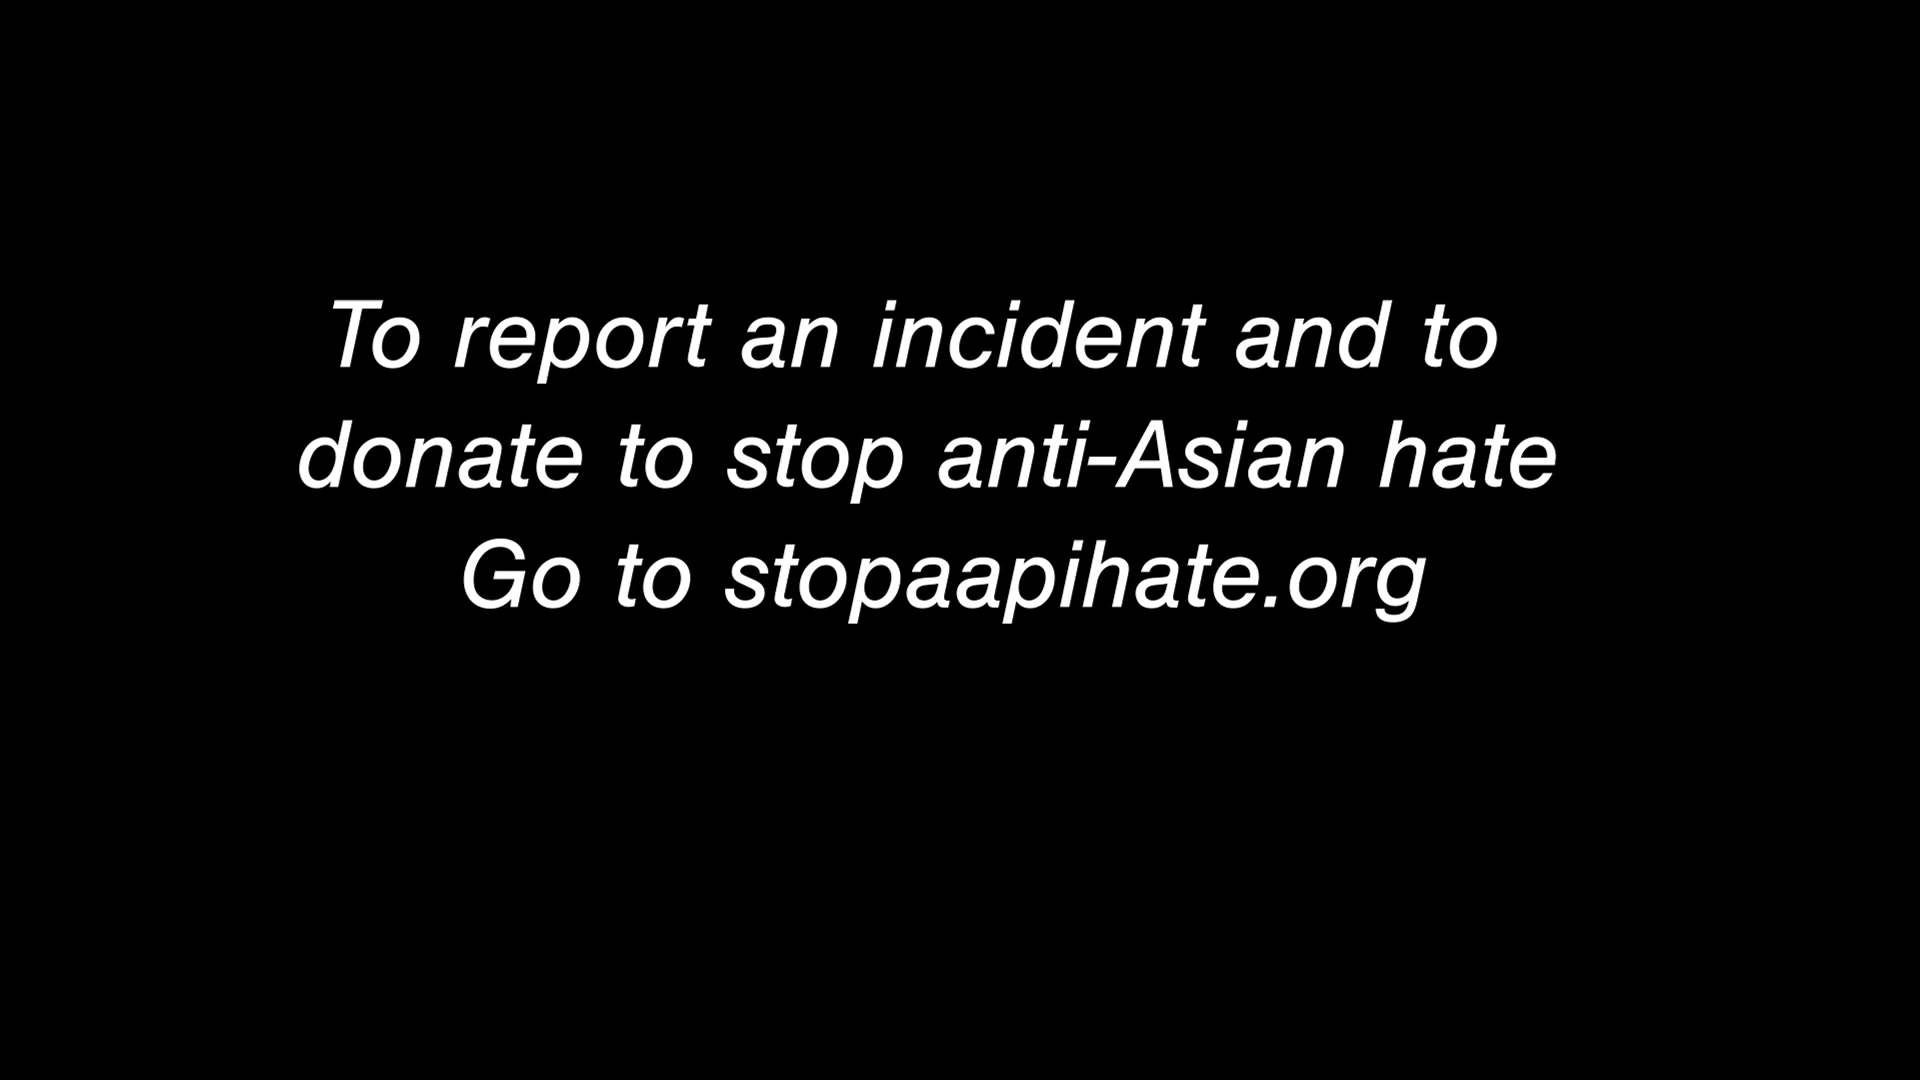 To report an incident and to
donate to stop anti-Asian hate
Go to stopaapihate.org